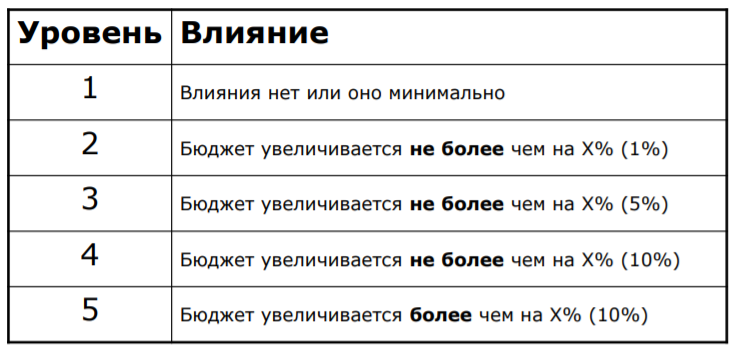 Уровень Влияние
1 Влияния нет или оно минимально
2 Бюджет увеличивается не более чем на X% (1%)
3 Бюджет увеличивается не более чем на X% (5%)
4 Бюджет увеличивается не более чем на X% (10%)
5 Бюджет увеличивается более чем на X% (10%)